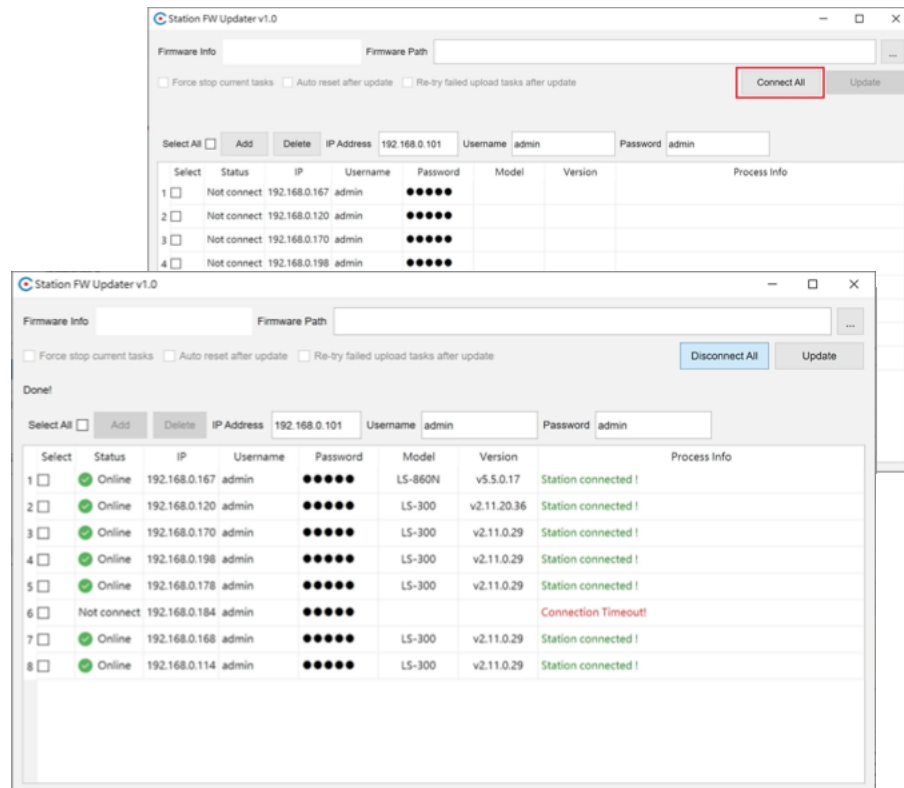 Station FW Updater v1.0
Firmware Info Firmware Path ...
Force stop current tasks Auto reset after update Re-try failed upload tasks after update Connect All Update
Select All Add Delete IP Address 192.168.0.101 Username admin Password admin
Select Status IP Username Password Model Version Process Info
1 Not connect 192.168.0.167 admin ●●●●●
2 Not connect 192.168.0.120 admin ●●●●●
3 Not connect 192.168.0.170 admin ●●●●●
4 Not connect 192.168.0.198 admin ●●●●●
Station FW Updater v1.0
Firmware Info Firmware Path ...
Force stop current tasks Auto reset after update Re-try failed upload tasks after update Disconnect All Update
Done!
Select All Add Delete IP Address 192.168.0.101 Username admin Password admin
Select Status IP Username Password Model Version Process Info
1 Online 192.168.0.167 admin ●●●●● LS-860N v5.5.0.17 Station connected !
2 Online 192.168.0.120 admin ●●●●● LS-300 v2.11.20.36 Station connected !
3 Online 192.168.0.170 admin ●●●●● LS-300 v2.11.0.29 Station connected !
4 Online 192.168.0.198 admin ●●●●● LS-300 v2.11.0.29 Station connected !
5 Online 192.168.0.178 admin ●●●●● LS-300 v2.11.0.29 Station connected !
6 Not connect 192.168.0.184 admin ●●●●● Connection Timeout!
7 Online 192.168.0.168 admin ●●●●● LS-300 v2.11.0.29 Station connected !
8 Online 192.168.0.114 admin ●●●●● LS-300 v2.11.0.29 Station connected !